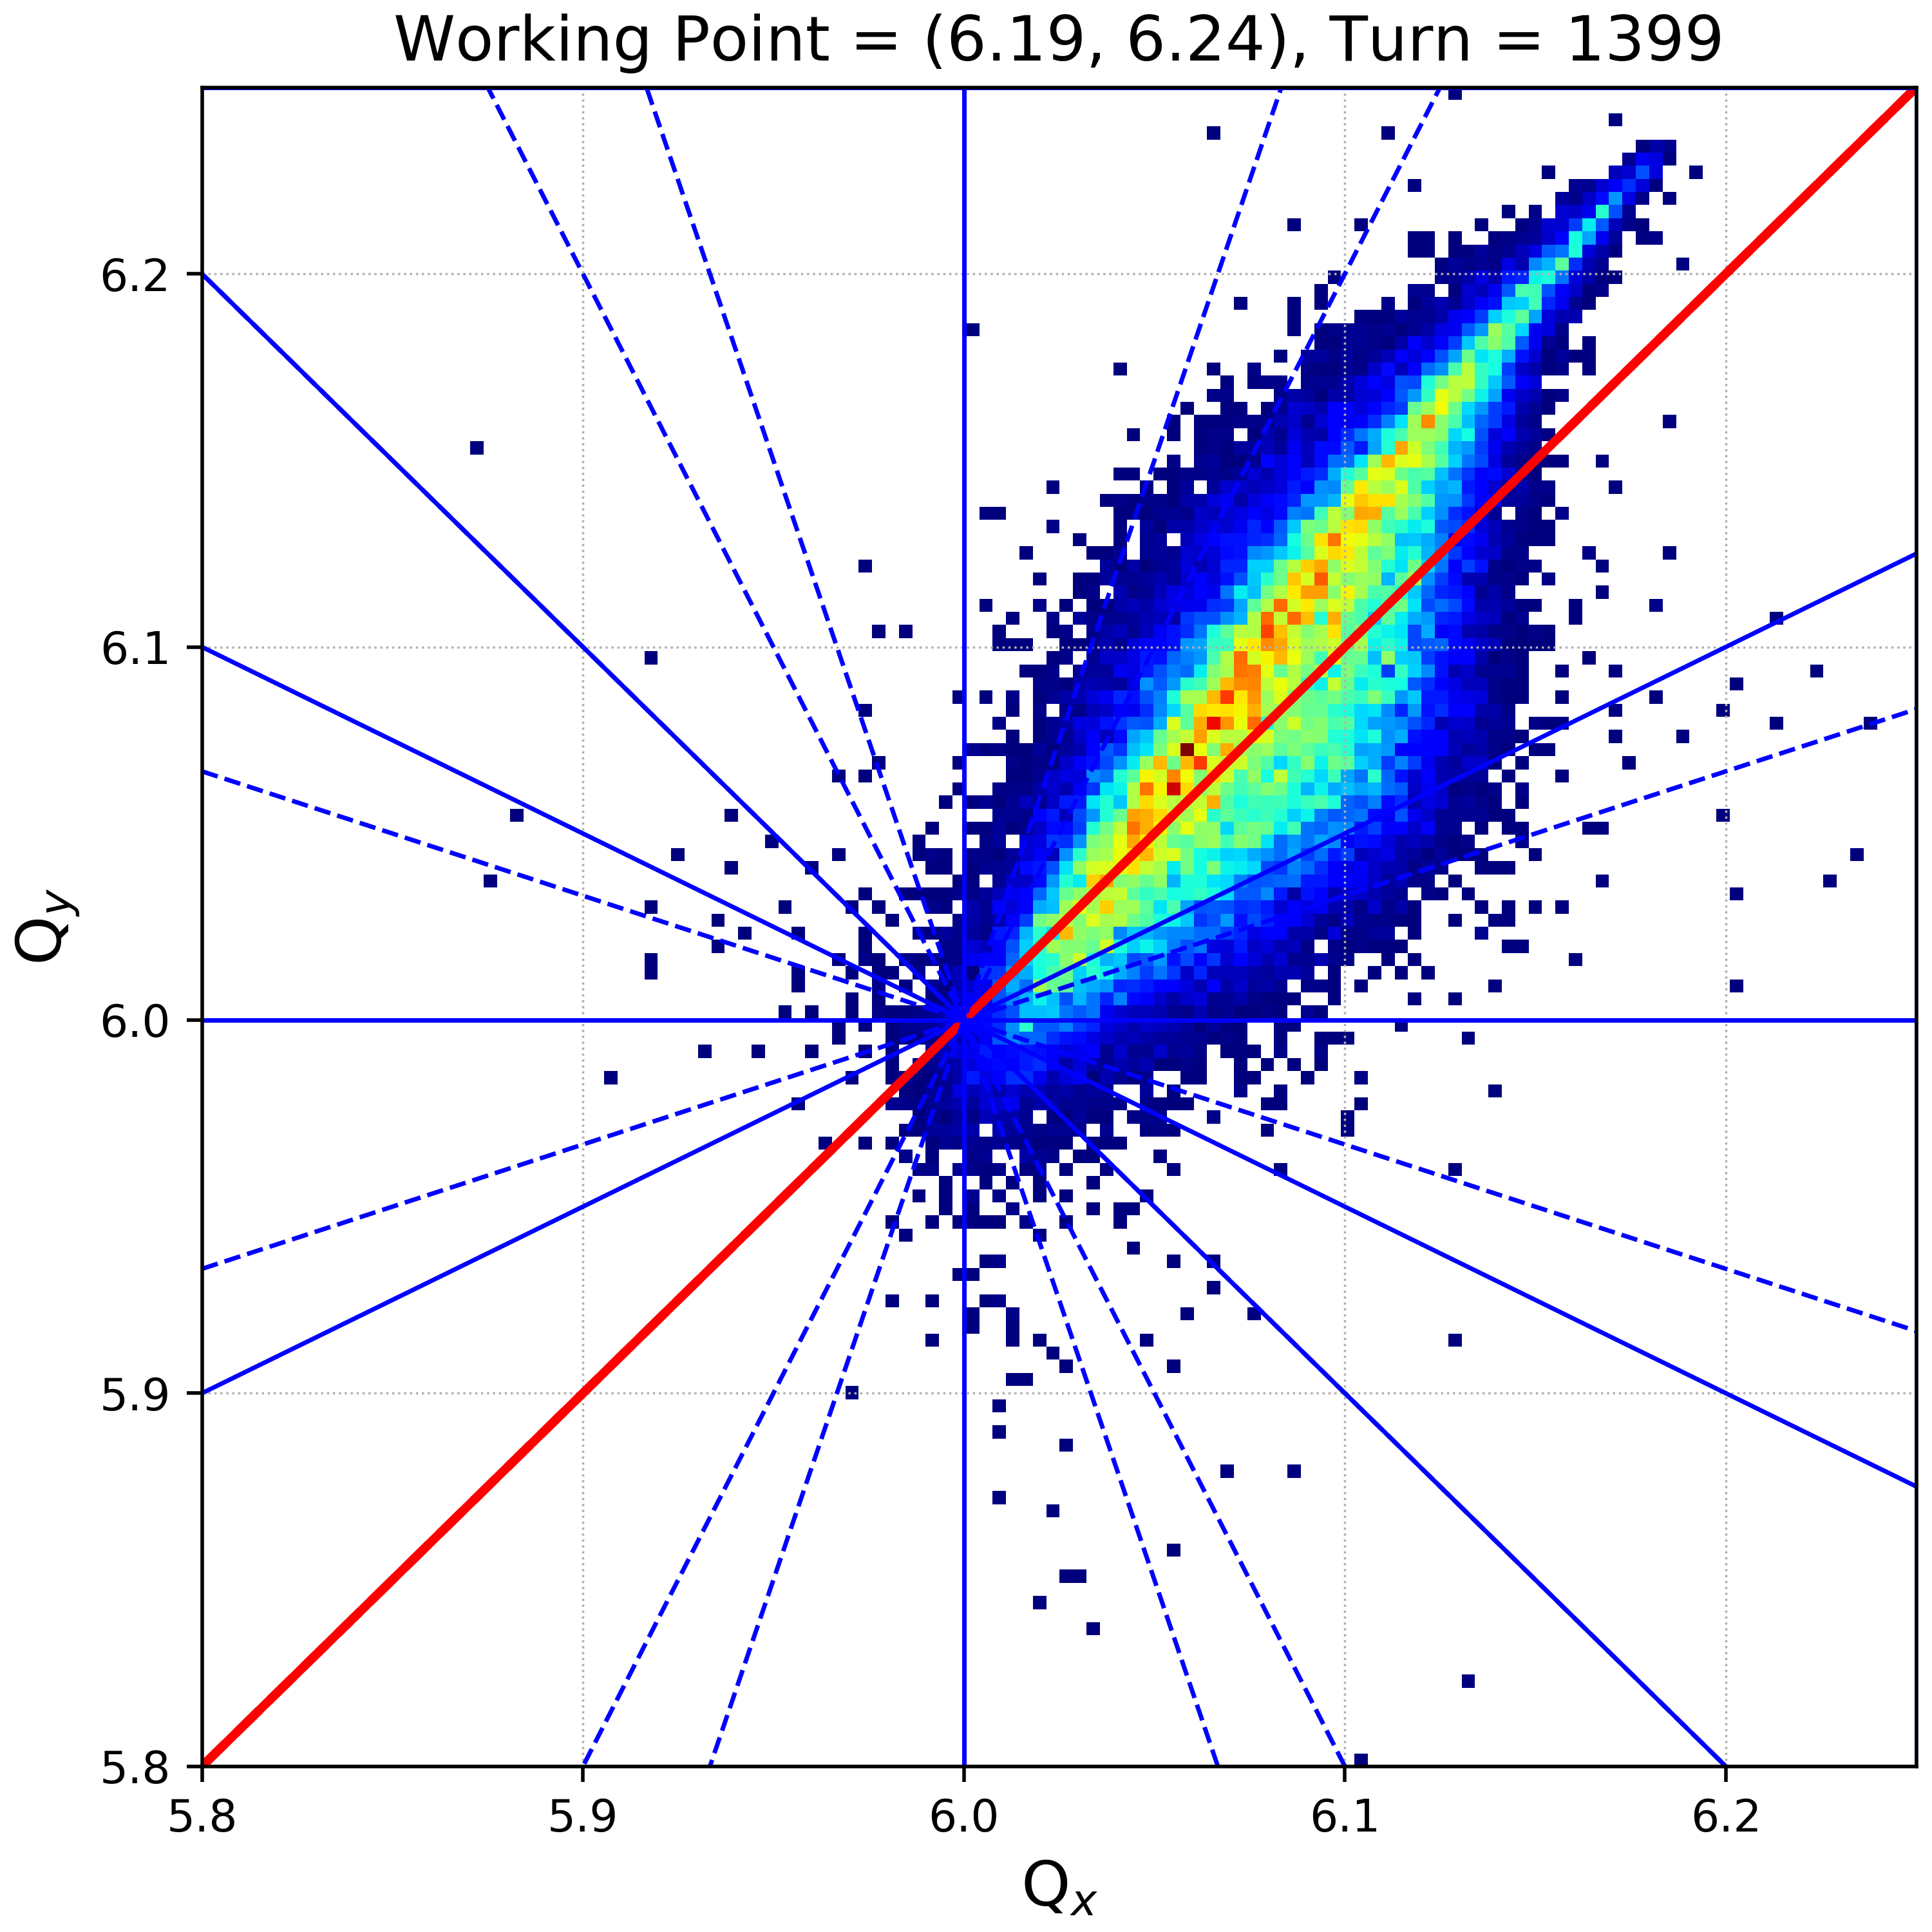 Working Point = (6.19, 6.24), Turn = 1399
6.2
6.1
6.0
5.9
5.8
Qy
5.8 5.9 6.0 6.1 6.2
Qx